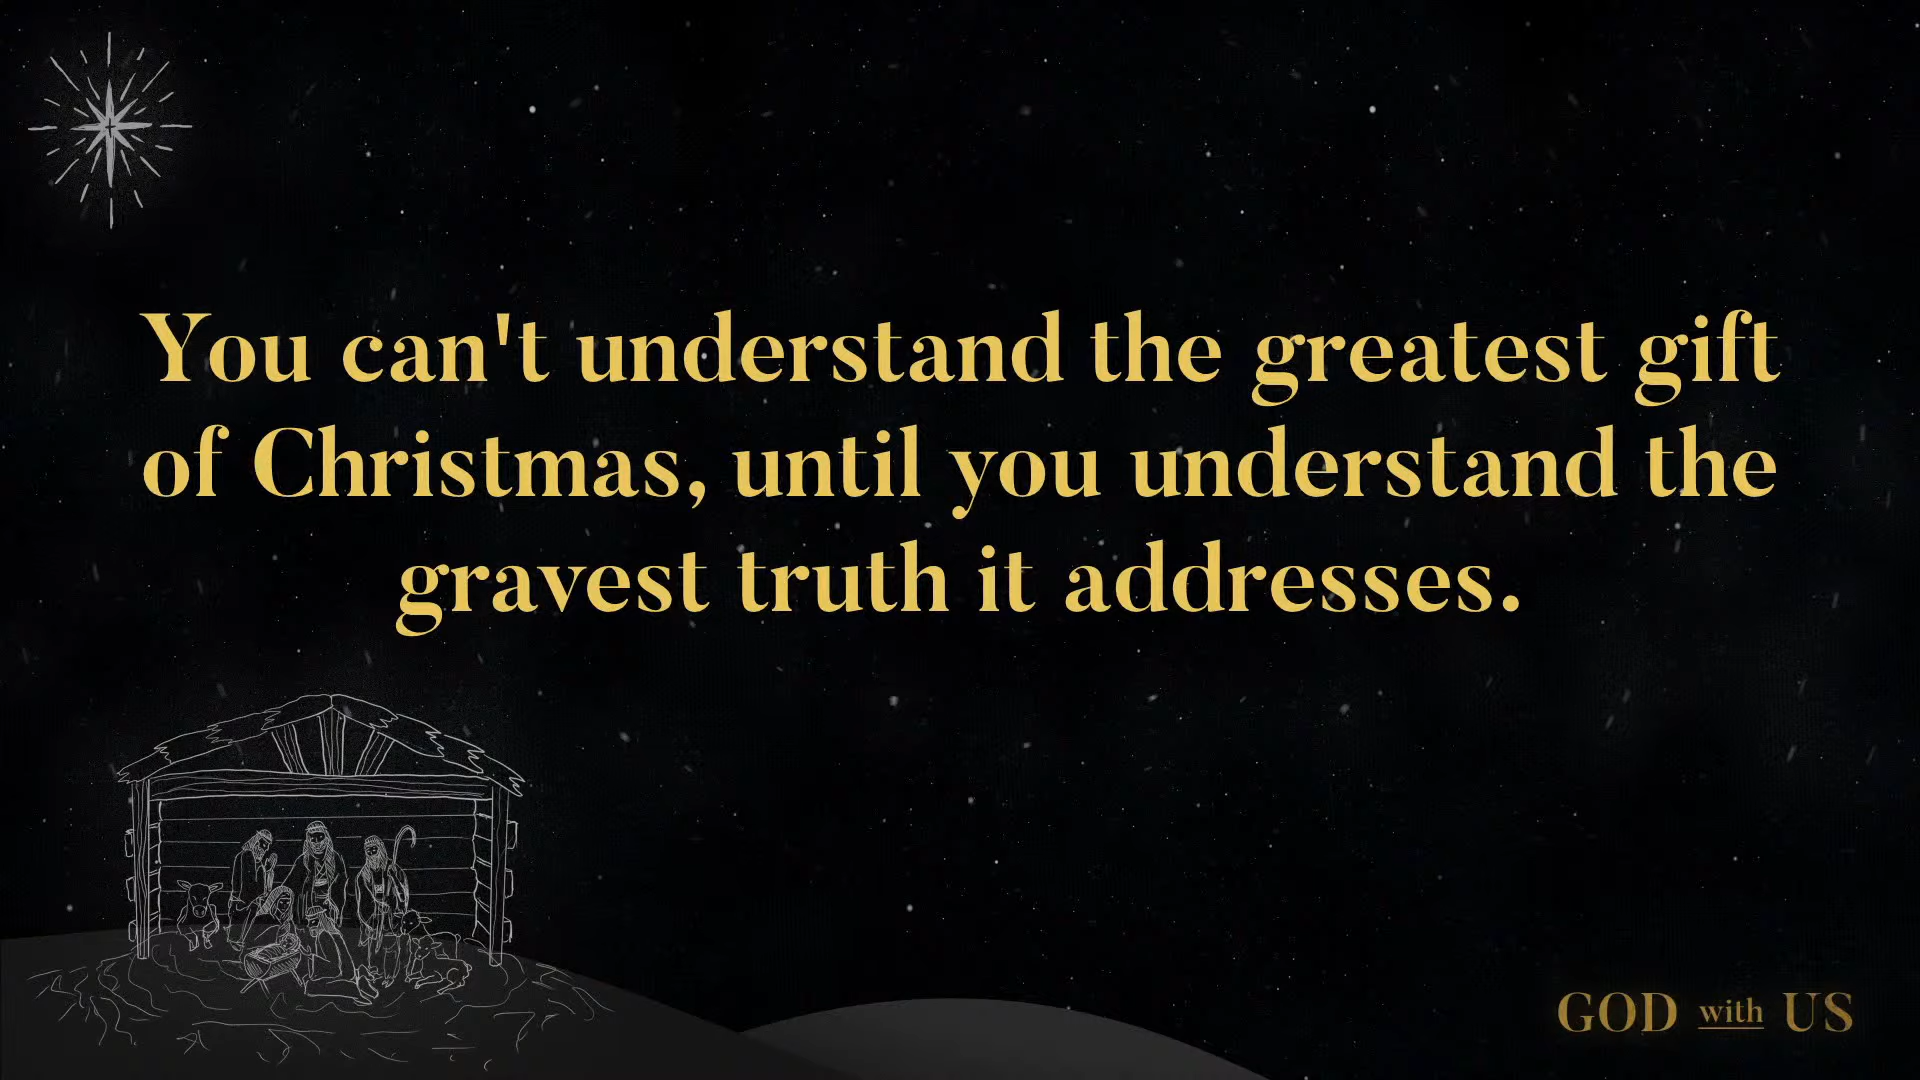 You can't understand the greatest gift
of Christmas, until you understand the
gravest truth it addresses.
GOD with US